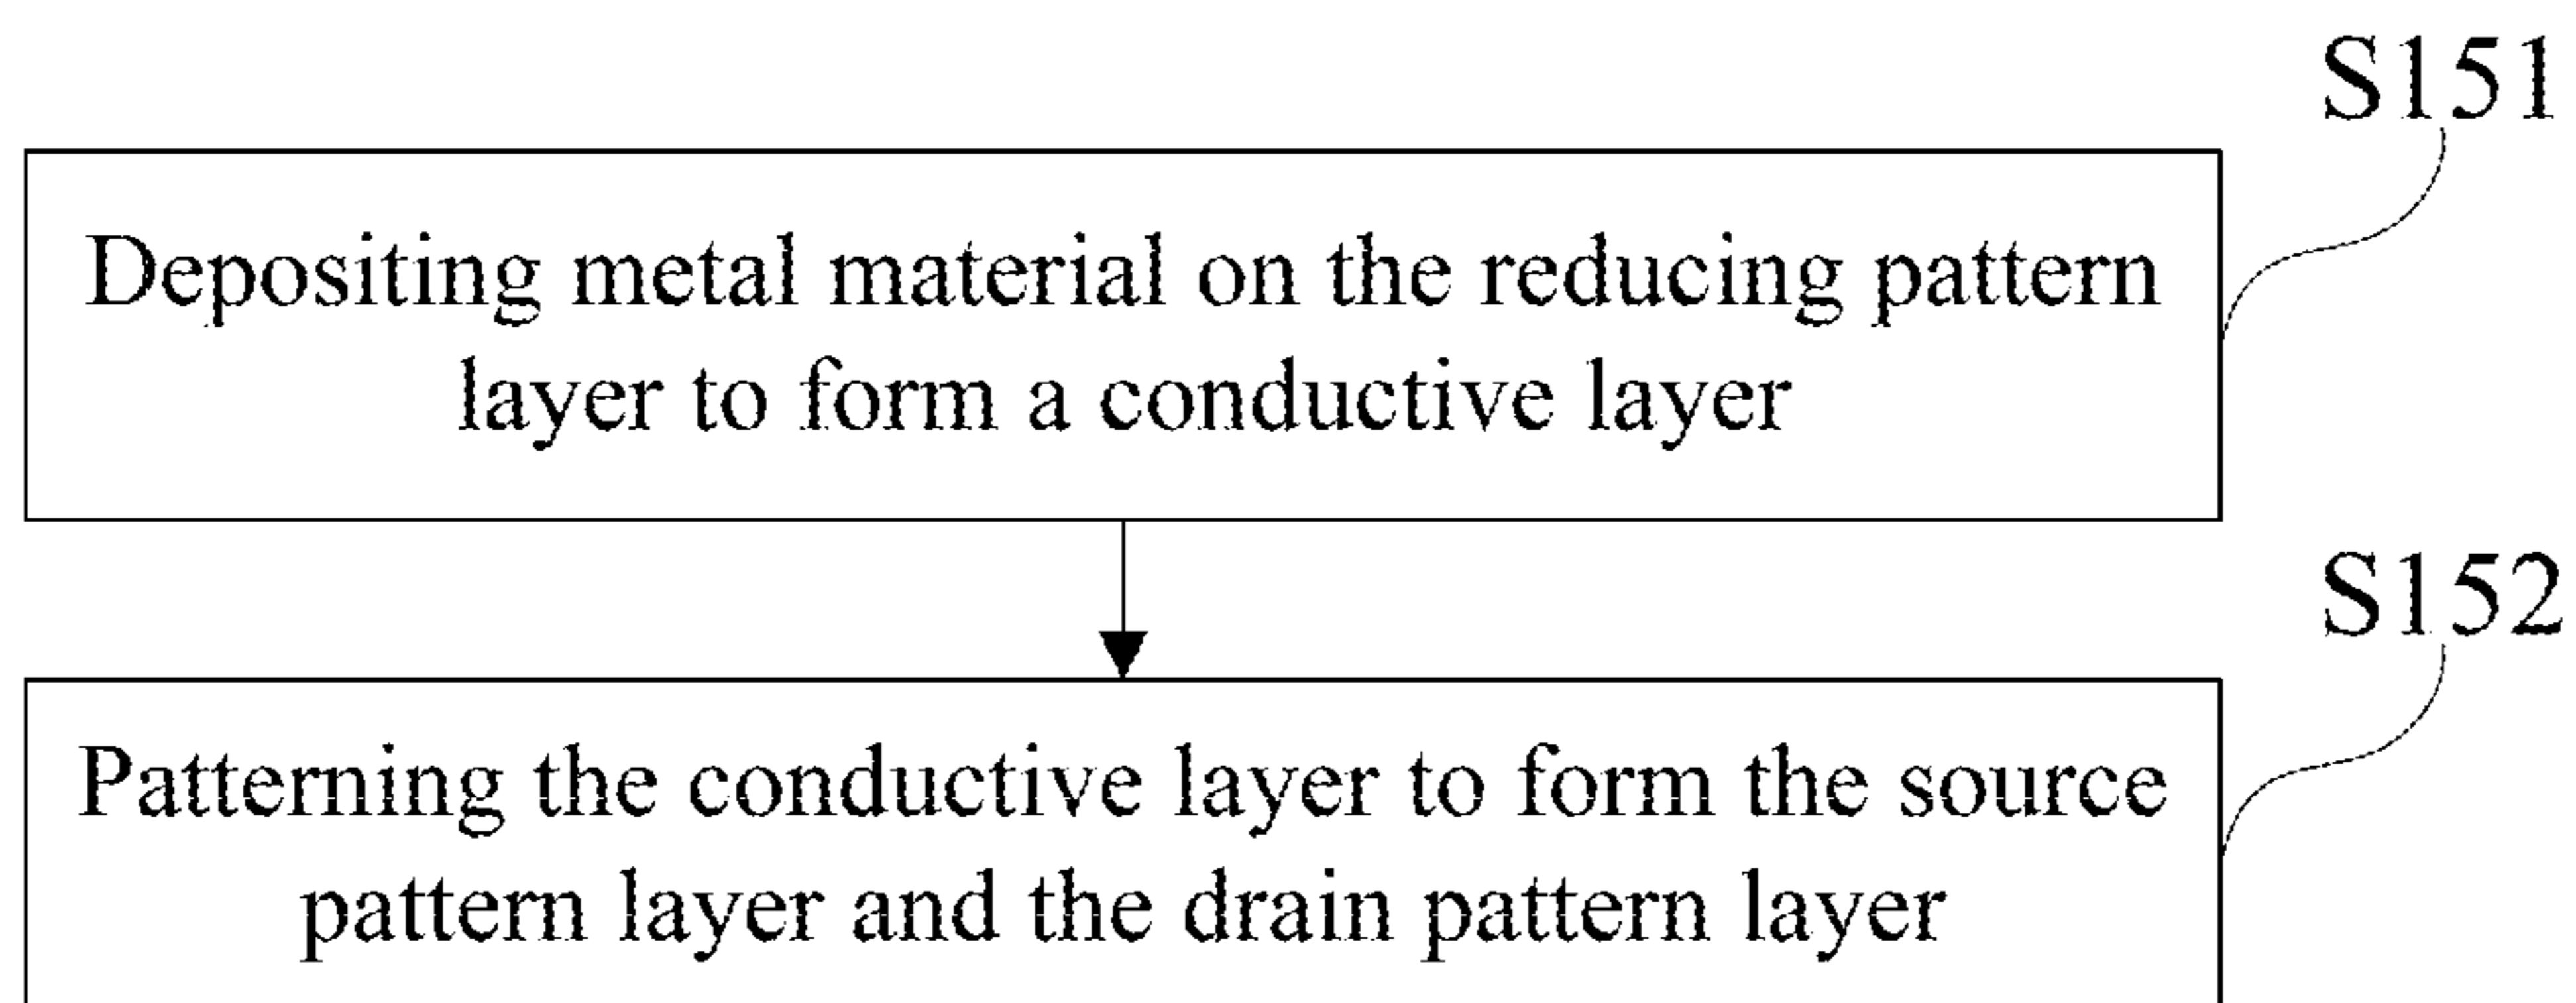 S151
Depositing metal material on the reducing pattern
layer to form a conductive layer
S152
Patterning the conductive layer to form the source
pattern layer and the drain pattern layer